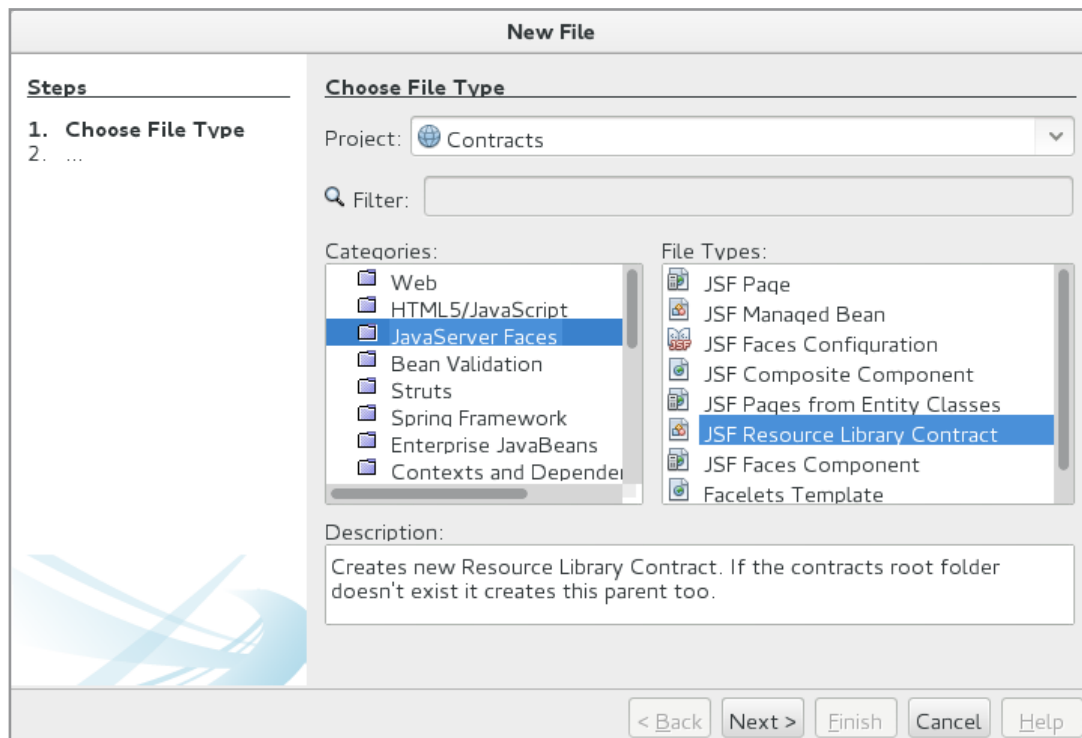 New File
Steps
1. Choose File Type
2. ...
Choose File Type
Project: Contracts
Filter:
Categories:
Web
HTML5/JavaScript
JavaServer Faces
Bean Validation
Struts
Spring Framework
Enterprise JavaBeans
Contexts and Depende
File Types:
JSF Page
JSF Managed Bean
JSF Faces Configuration
JSF Composite Component
JSF Pages from Entity Classes
JSF Resource Library Contract
JSF Faces Component
Facelets Template
Description:
Creates new Resource Library Contract. If the contracts root folder
doesn't exist it creates this parent too.
< Back Next > Finish Cancel Help